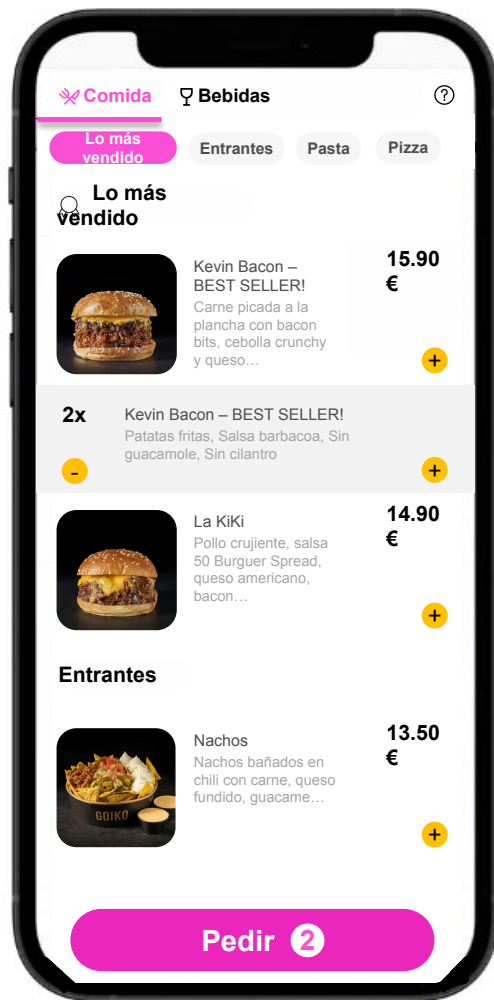 Comida
Bebidas
?
Lo más
vendido
Entrantes
Pasta
Pizza
Lo más
vendido
Kevin Bacon –
BEST SELLER!
15.90
€
Carne picada a la
plancha con bacon
bits, cebolla crunchy
y queso…
+
2x
Kevin Bacon – BEST SELLER!
Patatas fritas, Salsa barbacoa, Sin
guacamole, Sin cilantro
-
+
La KiKi
14.90
€
Pollo crujiente, salsa
50 Burguer Spread,
queso americano,
bacon…
+
Entrantes
Nachos
13.50
€
Nachos bañados en
chili con carne, queso
fundido, guacame…
GOIKO
+
Pedir 2